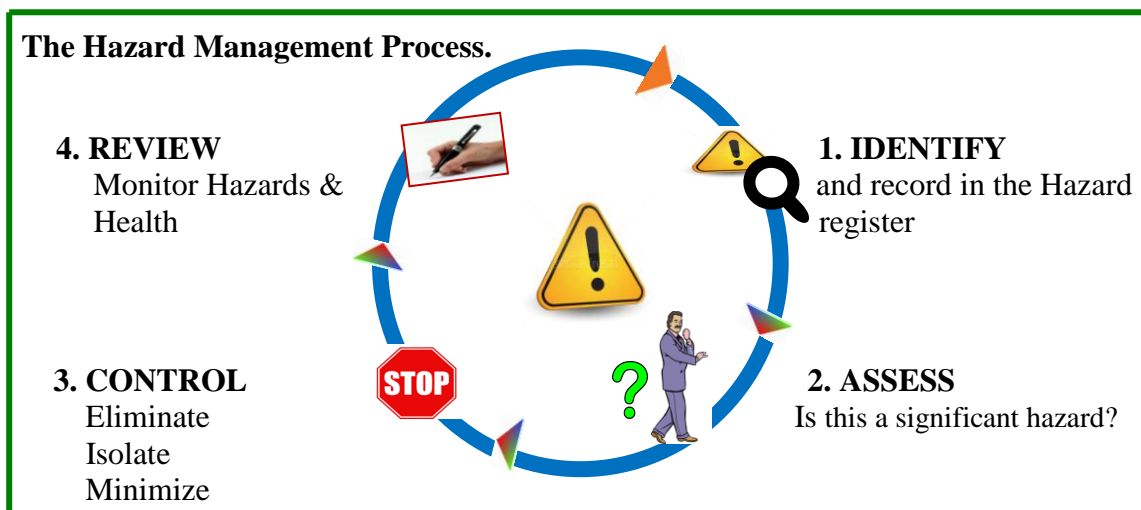 The Hazard Management Process.
4. REVIEW
Monitor Hazards &
Health
1. IDENTIFY
and record in the Hazard
register
3. CONTROL
Eliminate
Isolate
Minimize
STOP
?
2. ASSESS
Is this a significant hazard?